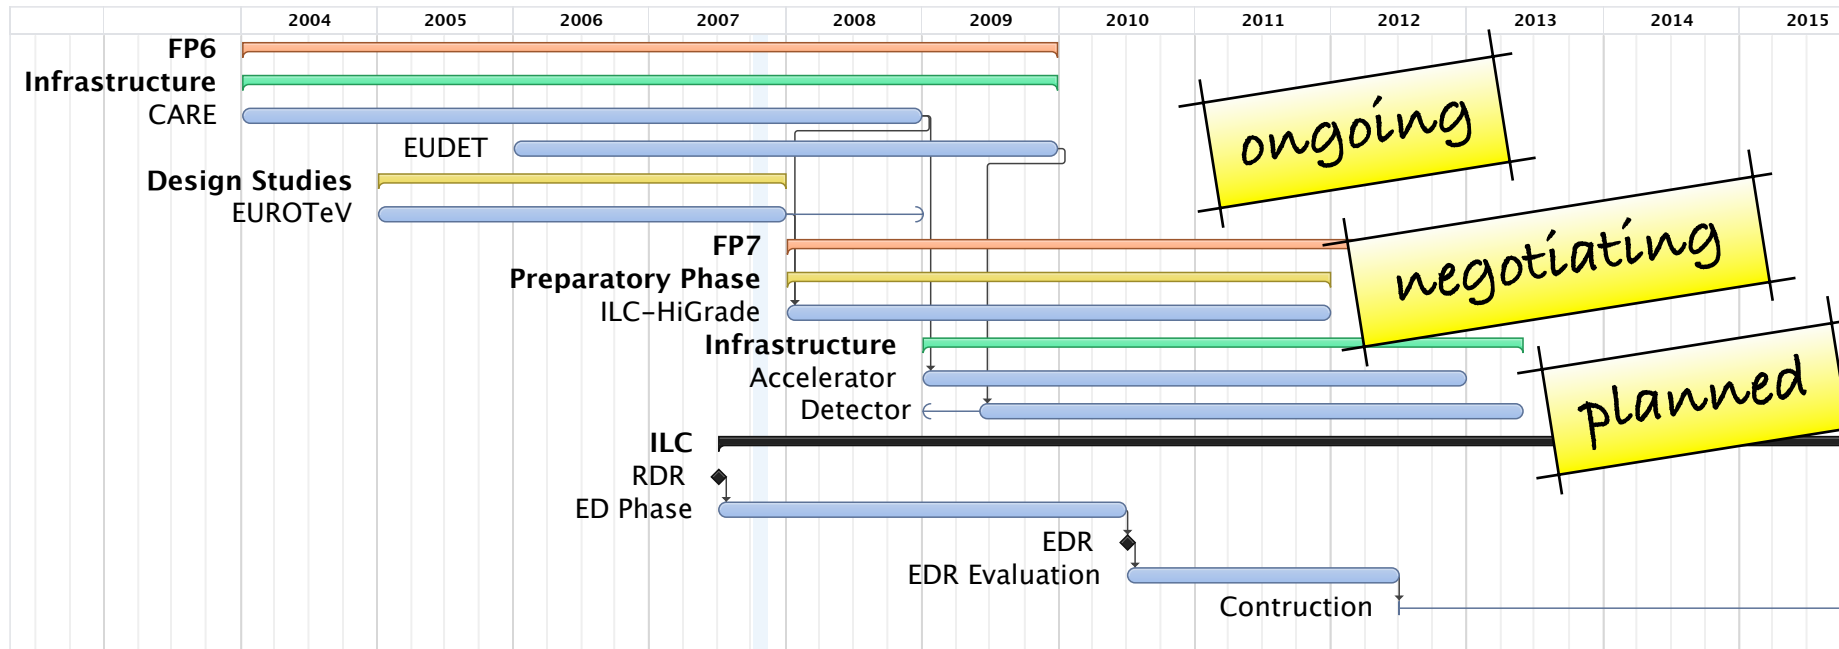 2004 2005 2006 2007 2008 2009 2010 2011 2012 2013 2014 2015
FP6
Infrastructure
CARE
EUDET
Design Studies
EUROTeV
FP7
Preparatory Phase
ILC-HiGrade
Infrastructure
Accelerator
Detector
ILC
RDR
ED Phase
EDR
EDR Evaluation
Contruction
ongoing
negotiating
planned